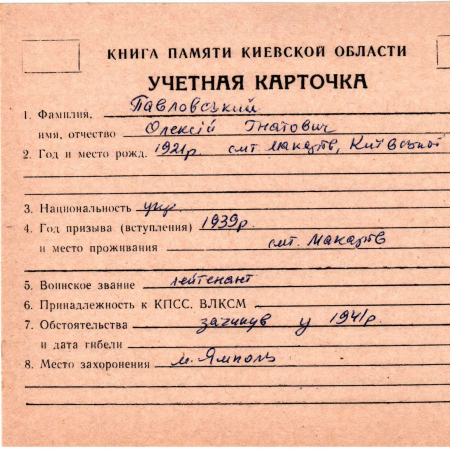 КНИГА ПАМЯТИ КИЕВСКОЙ ОБЛАСТИ
УЧЕТНАЯ КАРТОЧКА
1. Фамилия, Павловський
имя, отчество Олексій Гнатович
2. Год и место рожд. 1921р. смт Макарів, Київської
3. Национальность укр.
4. Год призыва (вступления) 1939р.
и место проживания смт. Макарів
5. Воинское звание лейтенант
6. Принадлежность к КПСС, ВЛКСМ
7. Обстоятельства загинув у 1941р.
и дата гибели
8. Место захоронения м. Ямполь